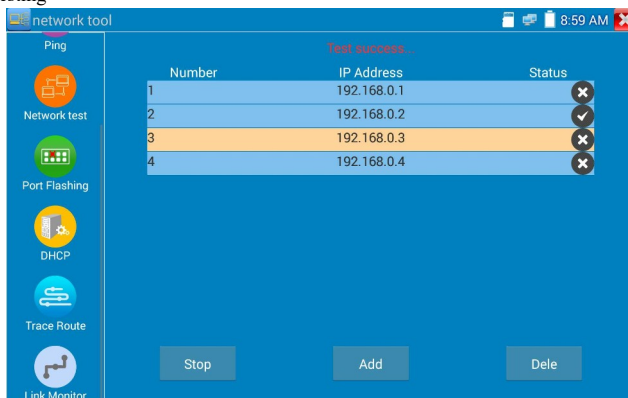 network tool
8:59 AM
Ping
Network test
Port Flashing
DHCP
Trace Route
Link Monitor
Test success...
Number IP Address Status
1 192.168.0.1
2 192.168.0.2
3 192.168.0.3
4 192.168.0.4
Stop Add Dele